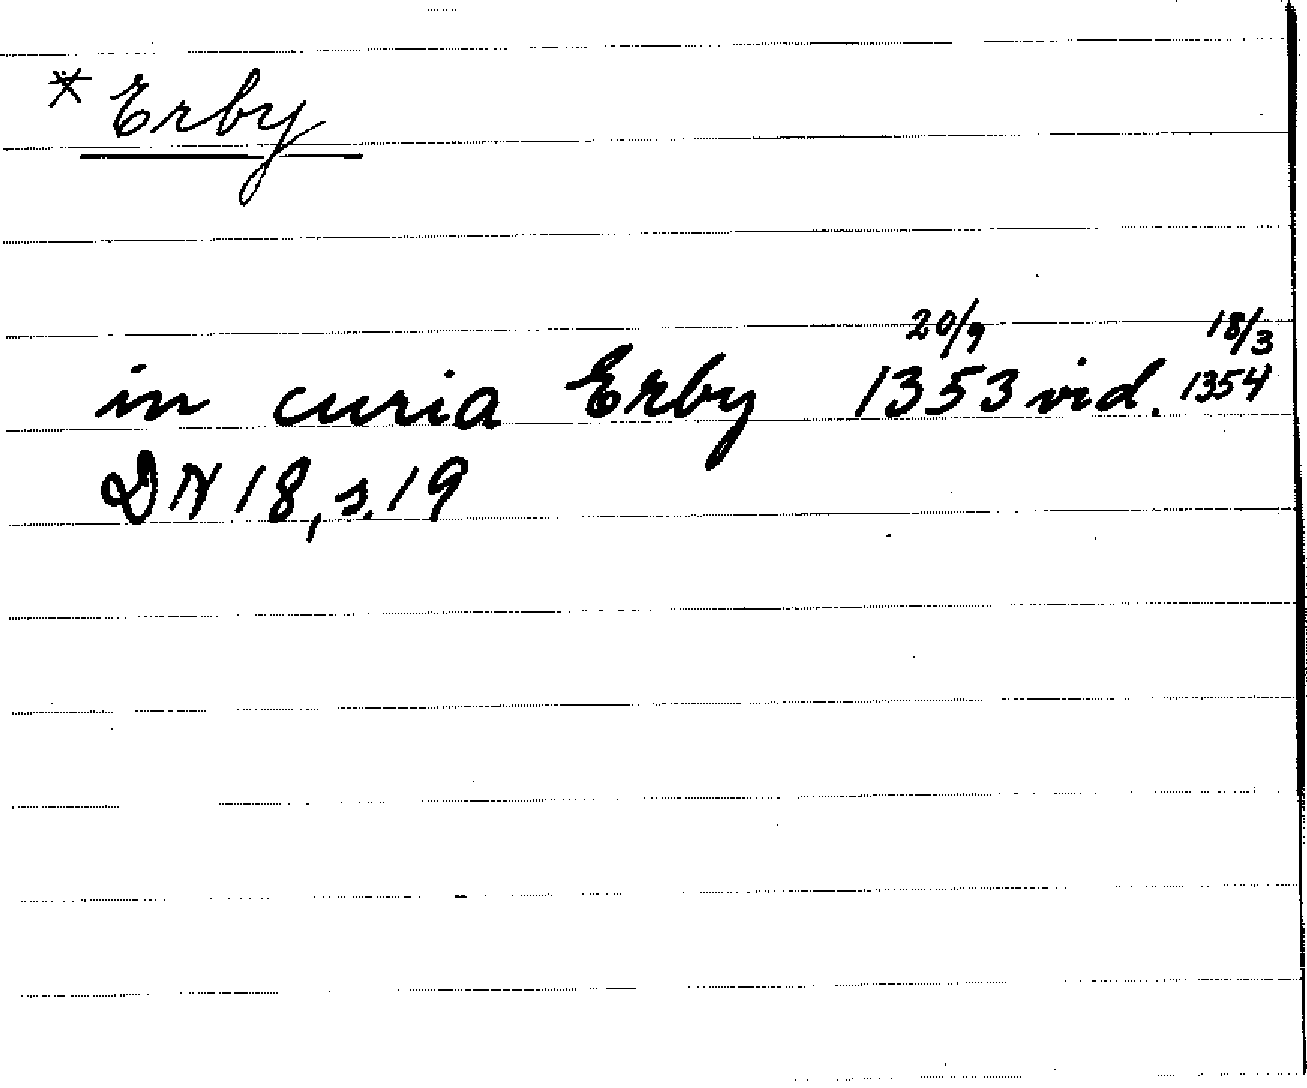 * Erby
in curia Erby 20/9 1353 vid. 18/3 1354
DN 18, s. 19